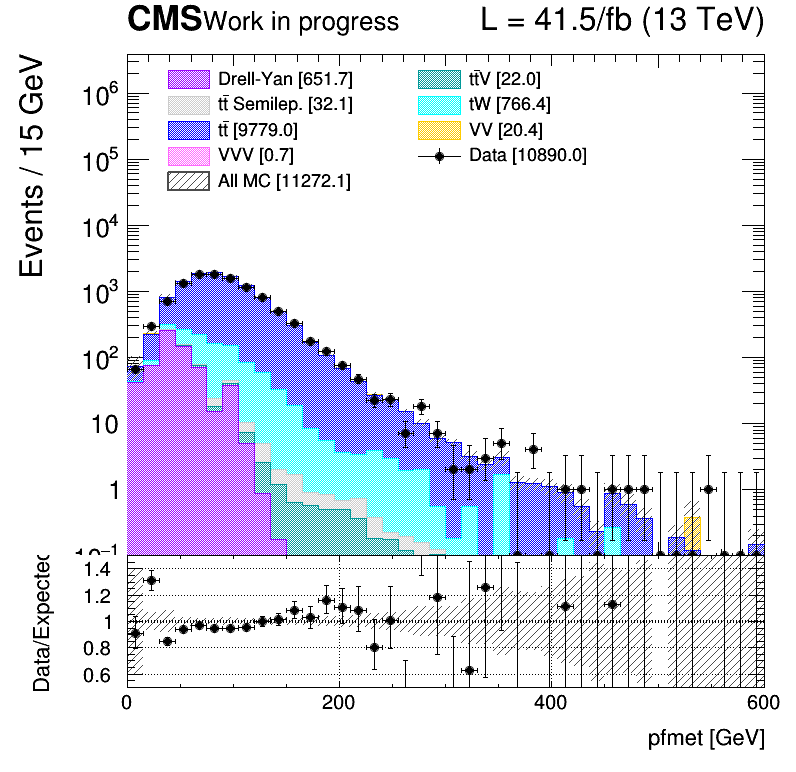 CMS Work in progress L = 41.5/fb (13 TeV)
Events / 15 GeV
Drell-Yan [651.7]
tt̄ Semilep. [32.1]
tt̄ [9779.0]
VVV [0.7]
All MC [11272.1]
tt̄V [22.0]
tW [766.4]
VV [20.4]
Data [10890.0]
10⁶
10⁵
10⁴
10³
10²
10
1
10⁻¹
Data/Expected
1.4
1.2
1
0.8
0.6
0 200 400 600
pfmet [GeV]